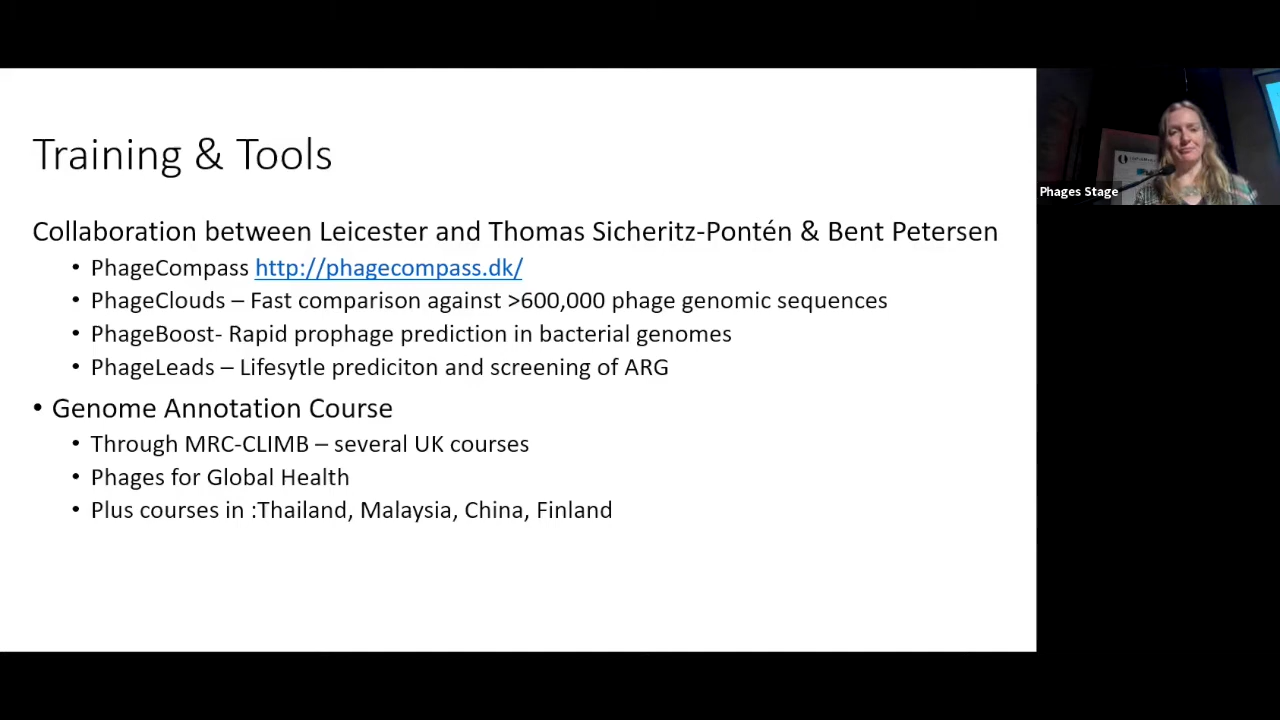 Training & Tools
Collaboration between Leicester and Thomas Sicheritz-Pontén & Bent Petersen
• PhageCompass http://phagecompass.dk/
• PhageClouds – Fast comparison against >600,000 phage genomic sequences
• PhageBoost- Rapid prophage prediction in bacterial genomes
• PhageLeads – Lifesytle prediciton and screening of ARG
• Genome Annotation Course
• Through MRC-CLIMB – several UK courses
• Phages for Global Health
• Plus courses in :Thailand, Malaysia, China, Finland
Phages Stage